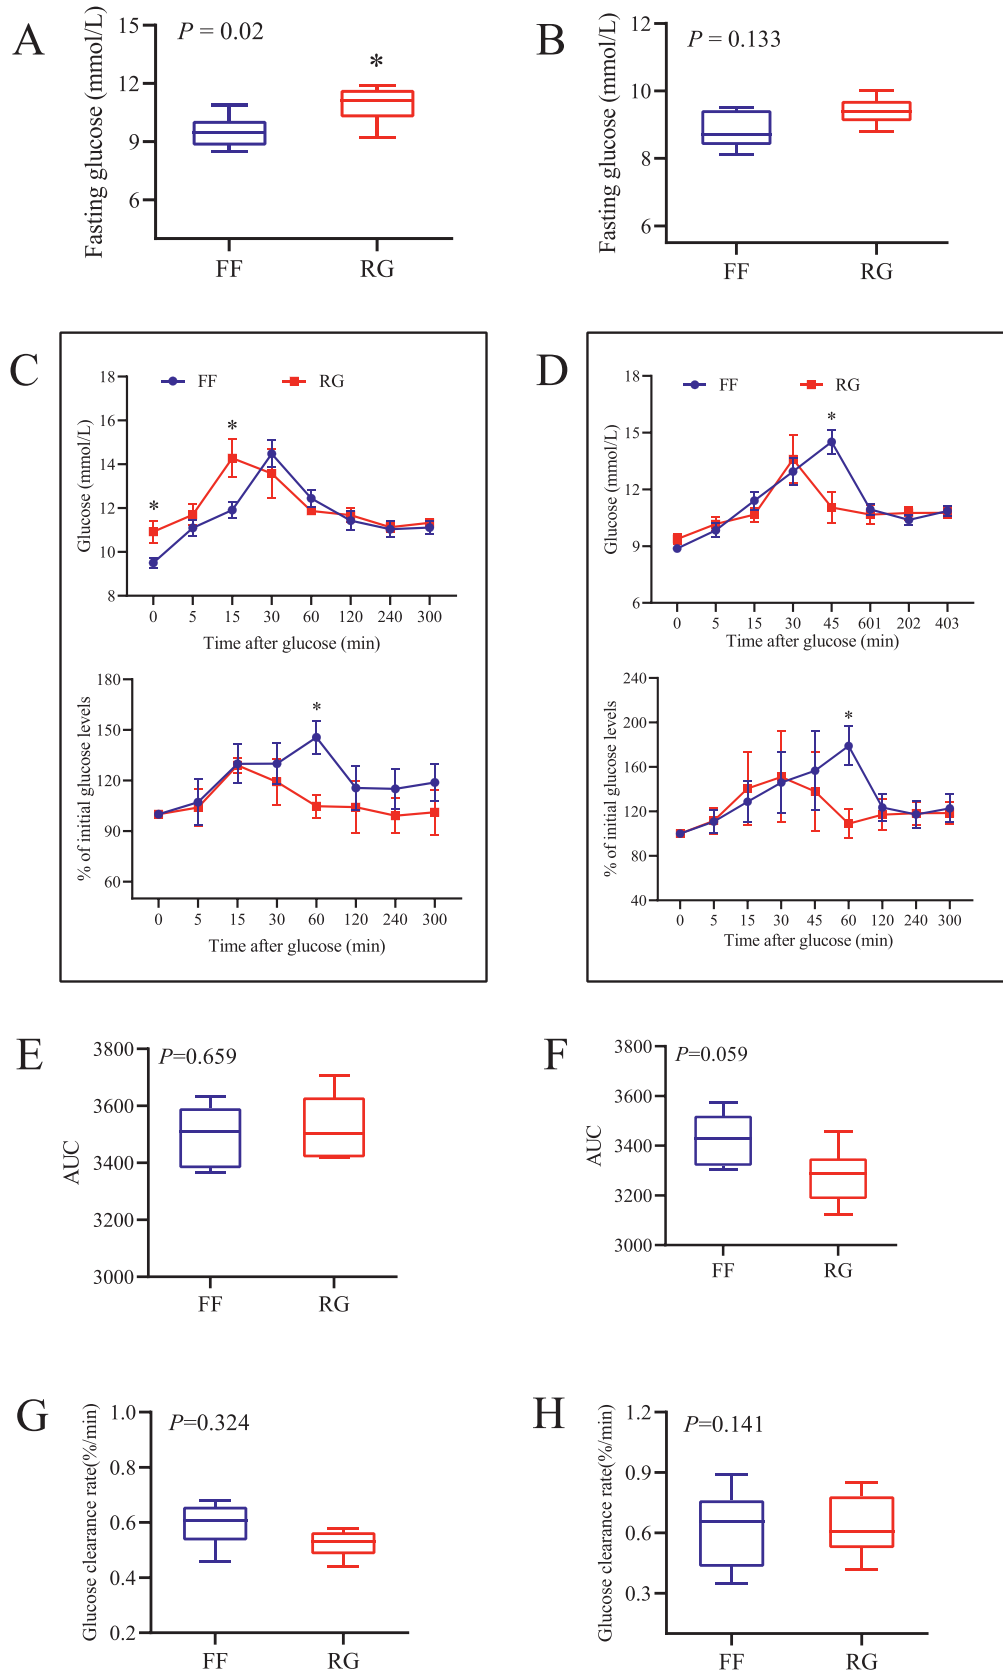 A
Fasting glucose (mmol/L)
15
12
9
6
P = 0.02
*
FF
RG
B
Fasting glucose (mmol/L)
12
10
8
6
P = 0.133
FF
RG
C
FF
RG
Glucose (mmol/L)
18
16
14
12
10
8
*
*
0 5 15 30 60 120 240 300
Time after glucose (min)
% of initial glucose levels
180
150
120
90
60
*
0 5 15 30 60 120 240 300
Time after glucose (min)
D
FF
RG
Glucose (mmol/L)
18
15
12
9
6
*
0 5 15 30 45 601 202 403
Time after glucose (min)
% of initial glucose levels
240
200
160
120
80
40
*
0 5 15 30 45 60 120 240 300
Time after glucose (min)
E
AUC
3800
3600
3400
3200
3000
P=0.659
FF
RG
F
AUC
3800
3600
3400
3200
3000
P=0.059
FF
RG
G
Glucose clearance rate(%/min)
1.0
0.8
0.6
0.4
0.2
P=0.324
FF
RG
H
Glucose clearance rate(%/min)
1.2
0.9
0.6
0.3
P=0.141
FF
RG